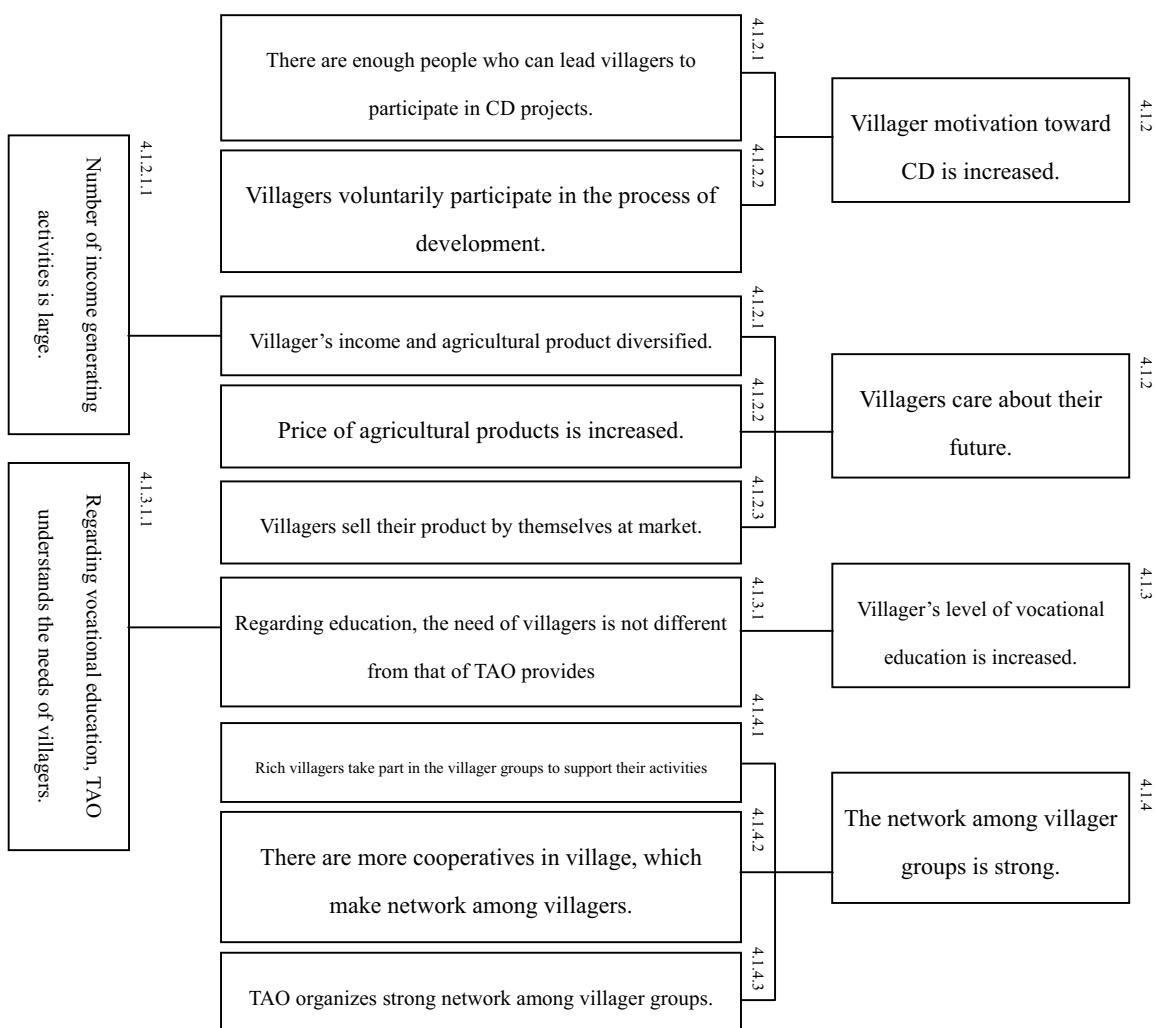 4.1.2
Villager motivation toward
CD is increased.
4.1.2.1
There are enough people who can lead villagers to
participate in CD projects.
4.1.2.2
Villagers voluntarily participate in the process of
development.
4.1.2
Villagers care about their
future.
4.1.2.1
Villager’s income and agricultural product diversified.
4.1.2.1.1
Number of income generating
activities is large.
4.1.2.2
Price of agricultural products is increased.
4.1.2.3
Villagers sell their product by themselves at market.
4.1.3
Villager’s level of vocational
education is increased.
4.1.3.1
Regarding education, the need of villagers is not different
from that of TAO provides
4.1.3.1.1
Regarding vocational education, TAO
understands the needs of villagers.
4.1.4
The network among villager
groups is strong.
4.1.4.1
Rich villagers take part in the villager groups to support their activities
4.1.4.2
There are more cooperatives in village, which
make network among villagers.
4.1.4.3
TAO organizes strong network among villager groups.